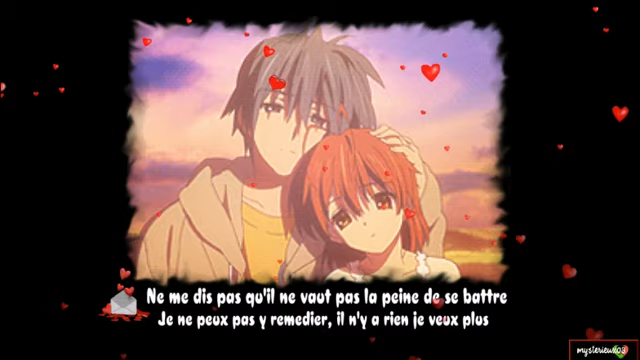 Ne me dis pas qu'il ne vaut pas la peine de se battre
Je ne peux pas y remedier, il n'y a rien je veux plus